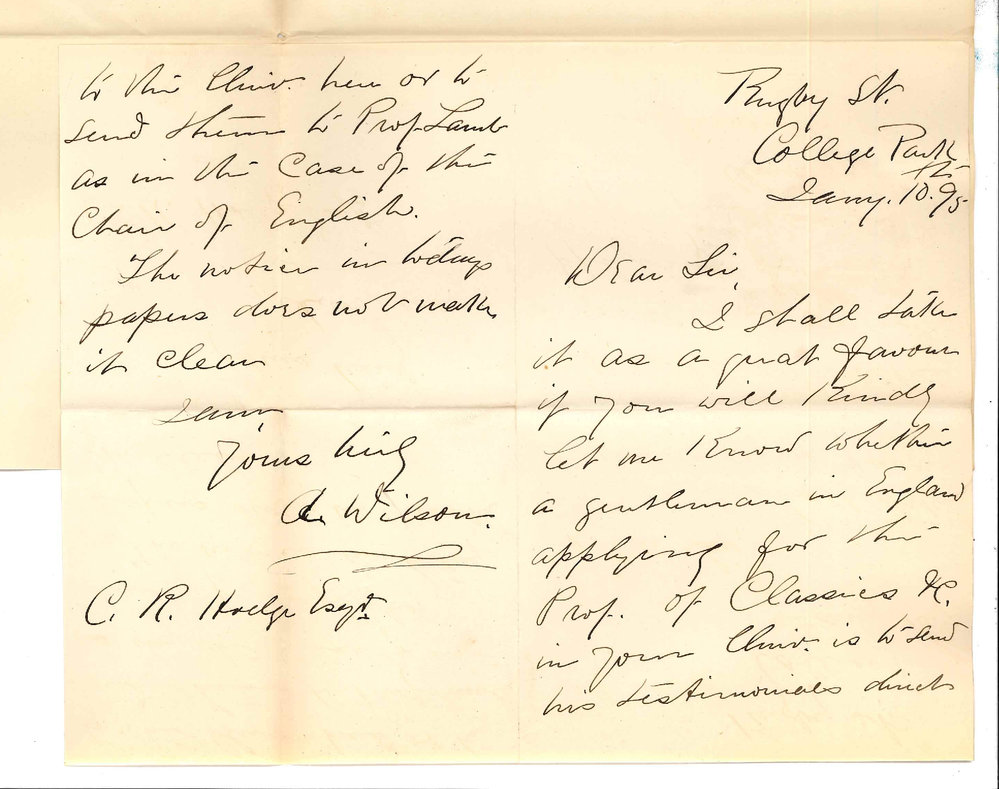 Rugby St.
College Park
Jany. 10th. 95
Dear Sir,
I shall take
it as a great favour
if you will kindly
let me know whether
a gentleman in England
applying for the
Prof. of Classics &c.
in your Univ. is to send
his testimonials direct
to the Univ. here or to
send them to Prof. Lamb
as in the case of the
Chair of English.
The notice in todays
papers does not make
it clear
I am,
Yours truly
A. Wilson.
C. R. Hodge Esqr.